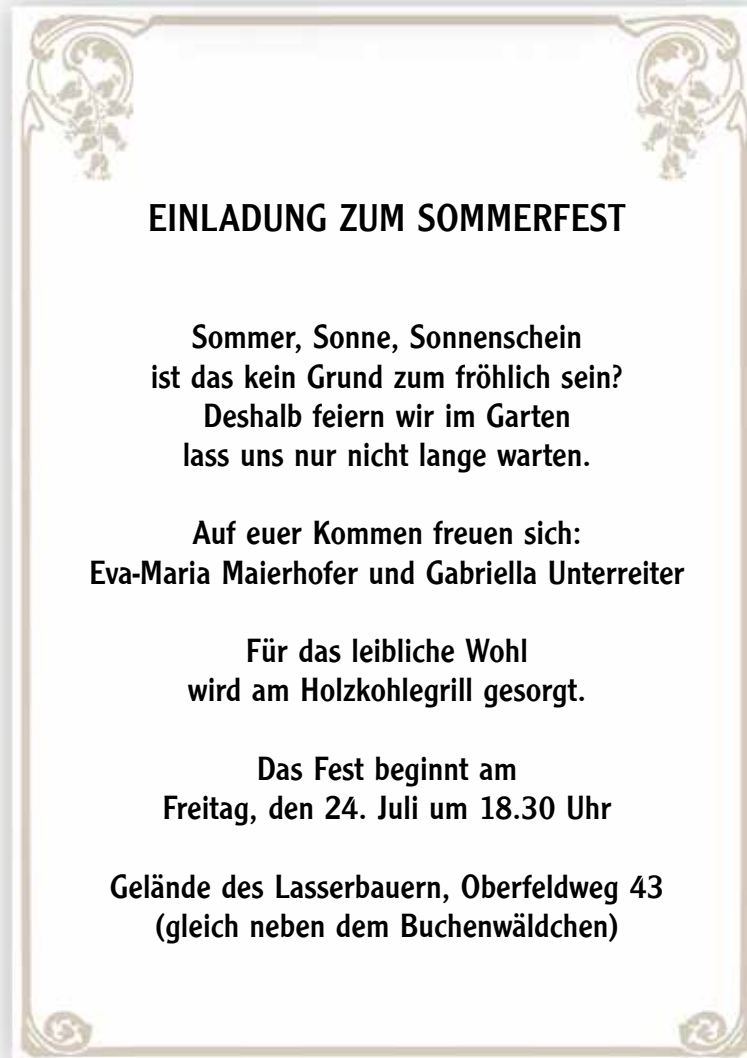 EINLADUNG ZUM SOMMERFEST
Sommer, Sonne, Sonnenschein
ist das kein Grund zum fröhlich sein?
Deshalb feiern wir im Garten
lass uns nur nicht lange warten.
Auf euer Kommen freuen sich:
Eva-Maria Maierhofer und Gabriella Unterreiter
Für das leibliche Wohl
wird am Holzkohlegrill gesorgt.
Das Fest beginnt am
Freitag, den 24. Juli um 18.30 Uhr
Gelände des Lasserbauern, Oberfeldweg 43
(gleich neben dem Buchenwäldchen)